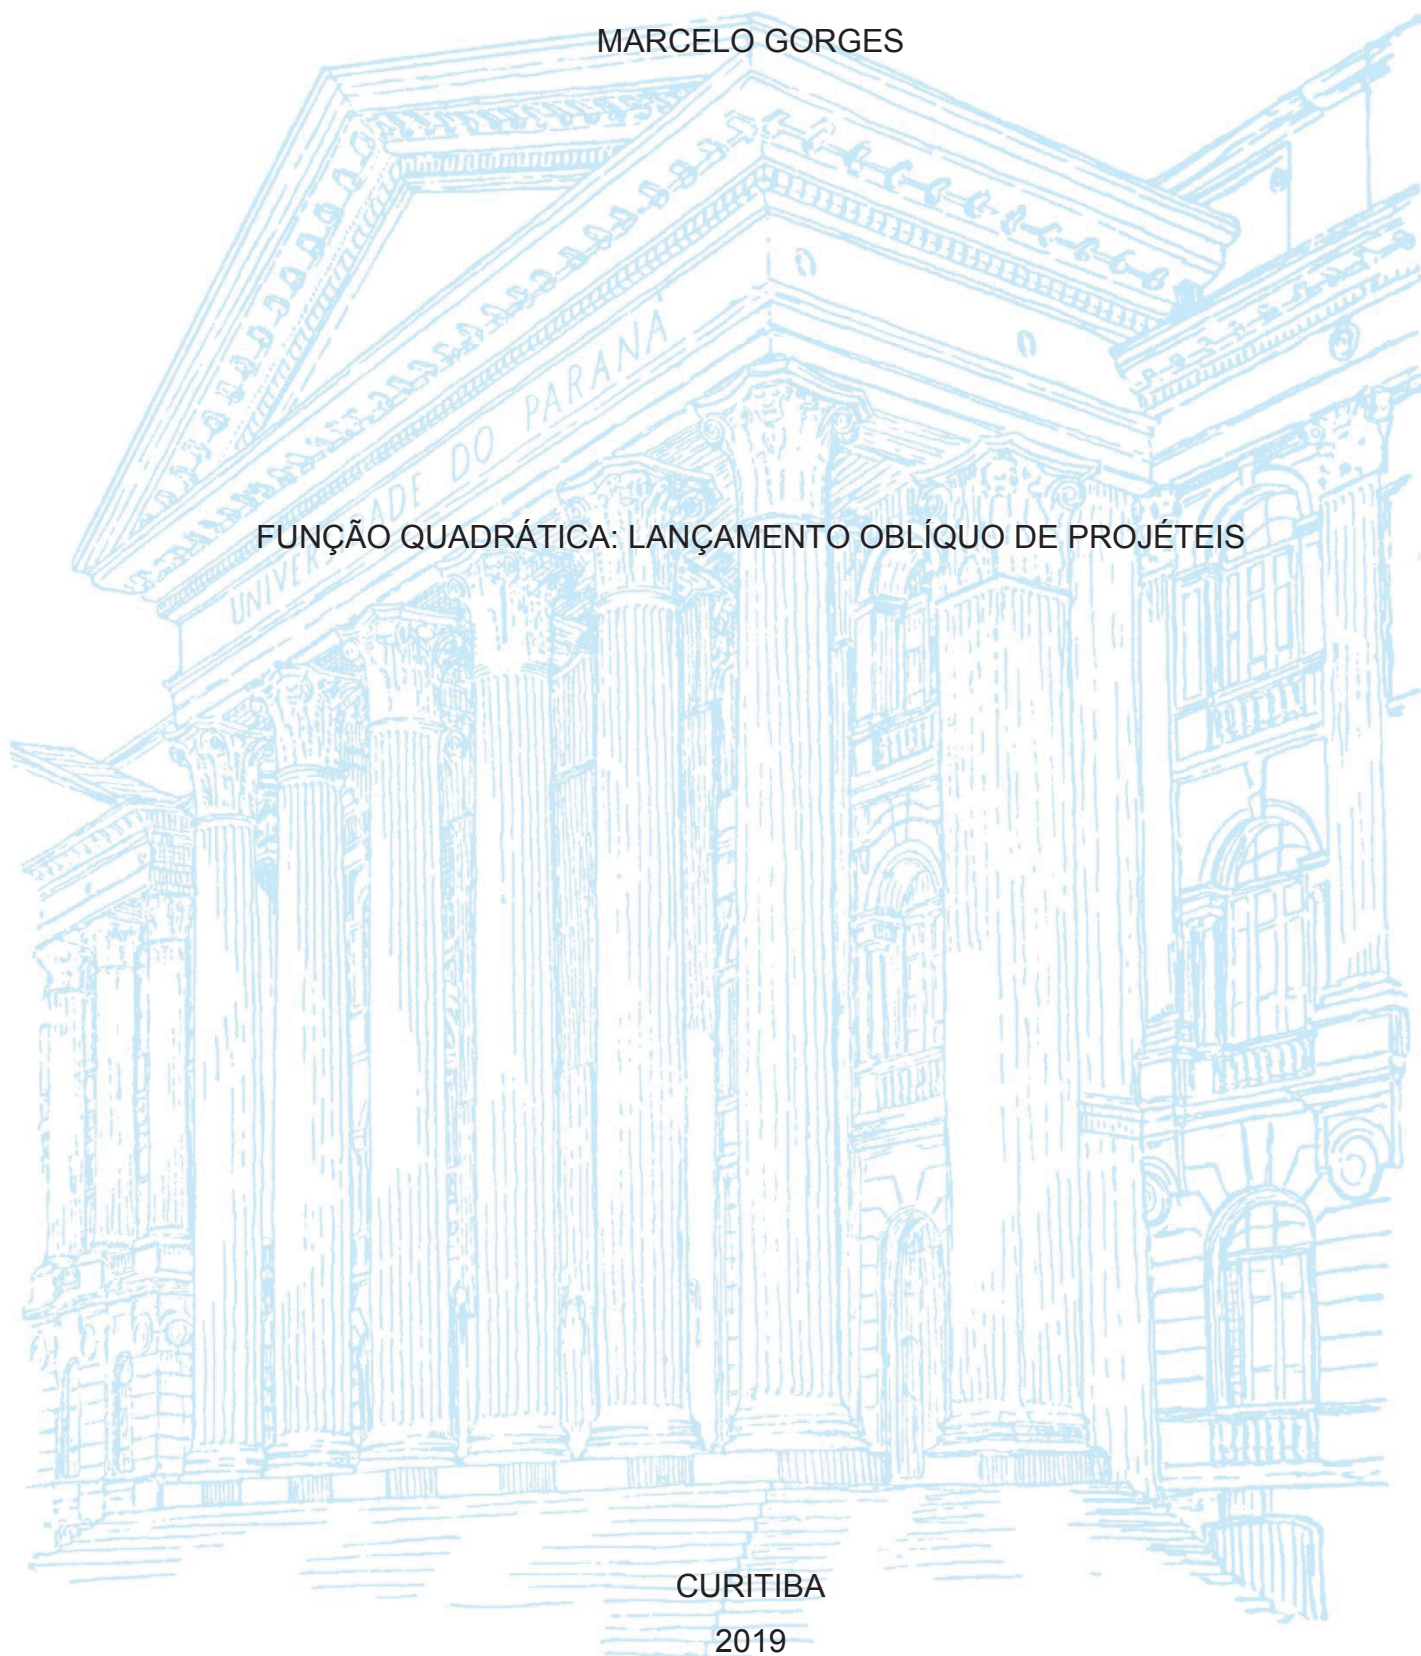 MARCELO GORGES
UNIVERSIDADE DO PARANÁ
FUNÇÃO QUADRÁTICA: LANÇAMENTO OBLÍQUO DE PROJÉTEIS
CURITIBA
2019